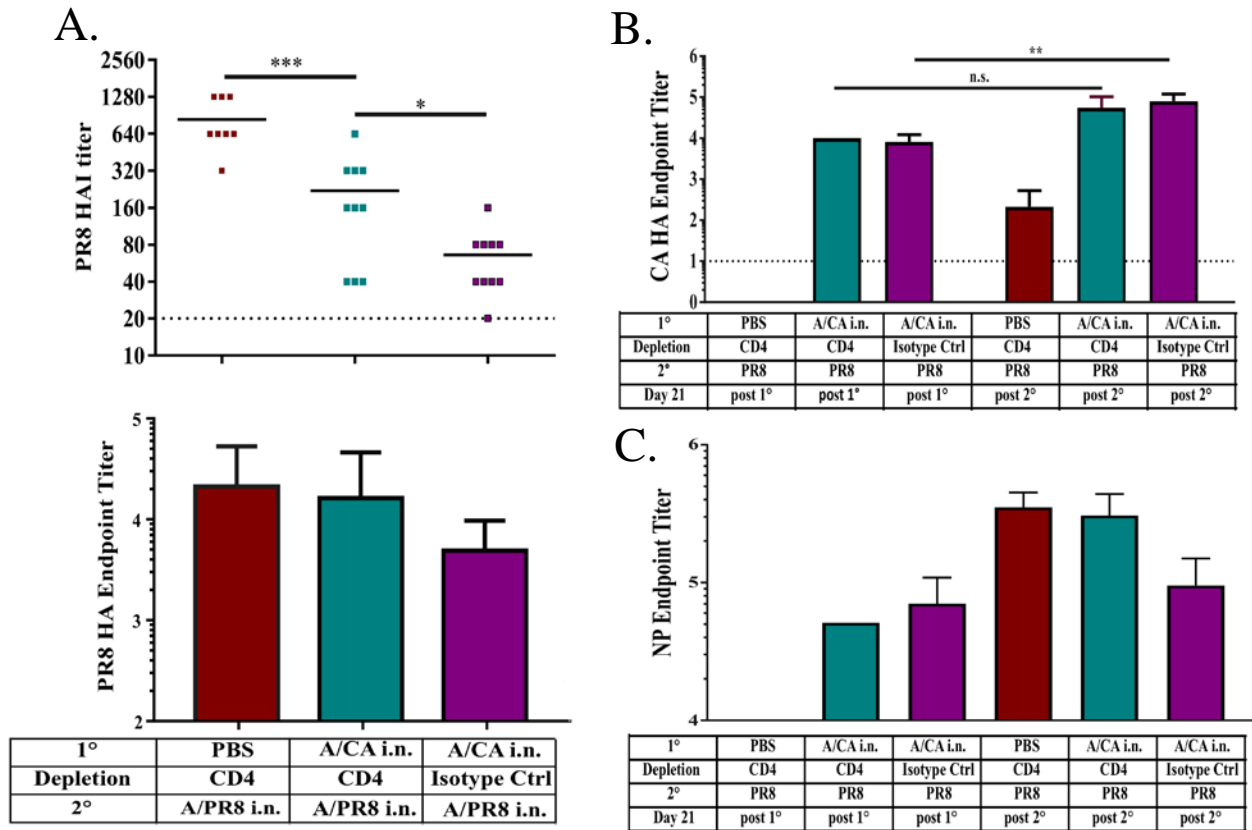 A.
PR8 HAI titer
2560
1280
640
320
160
80
40
20
10
***
*
PR8 HA Endpoint Titer
5
4
3
2
1° PBS A/CA i.n. A/CA i.n.
Depletion CD4 CD4 Isotype Ctrl
2° A/PR8 i.n. A/PR8 i.n. A/PR8 i.n.
B.
CA HA Endpoint Titer
6
5
4
3
2
1
0
**
n.s.
1° PBS A/CA i.n. A/CA i.n. PBS A/CA i.n. A/CA i.n.
Depletion CD4 CD4 Isotype Ctrl CD4 CD4 Isotype Ctrl
2° PR8 PR8 PR8 PR8 PR8 PR8
Day 21 post 1° post 1° post 1° post 2° post 2° post 2°
C.
NP Endpoint Titer
6
5
4
1° PBS A/CA i.n. A/CA i.n. PBS A/CA i.n. A/CA i.n.
Depletion CD4 CD4 Isotype Ctrl CD4 CD4 Isotype Ctrl
2° PR8 PR8 PR8 PR8 PR8 PR8
Day 21 post 1° post 1° post 1° post 2° post 2° post 2°